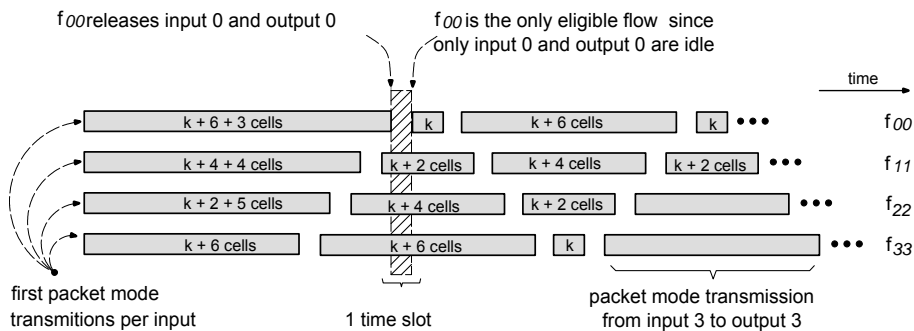 f00 releases input 0 and output 0
f00 is the only eligible flow since
only input 0 and output 0 are idle
time
k + 6 + 3 cells
k
k + 6 cells
k
•••
f00
k + 4 + 4 cells
k + 2 cells
k + 4 cells
k + 2 cells
•••
f11
k + 2 + 5 cells
k + 4 cells
k + 2 cells
•••
f22
k + 6 cells
k + 6 cells
k
•••
f33
first packet mode
transmitions per input
1 time slot
packet mode transmission
from input 3 to output 3